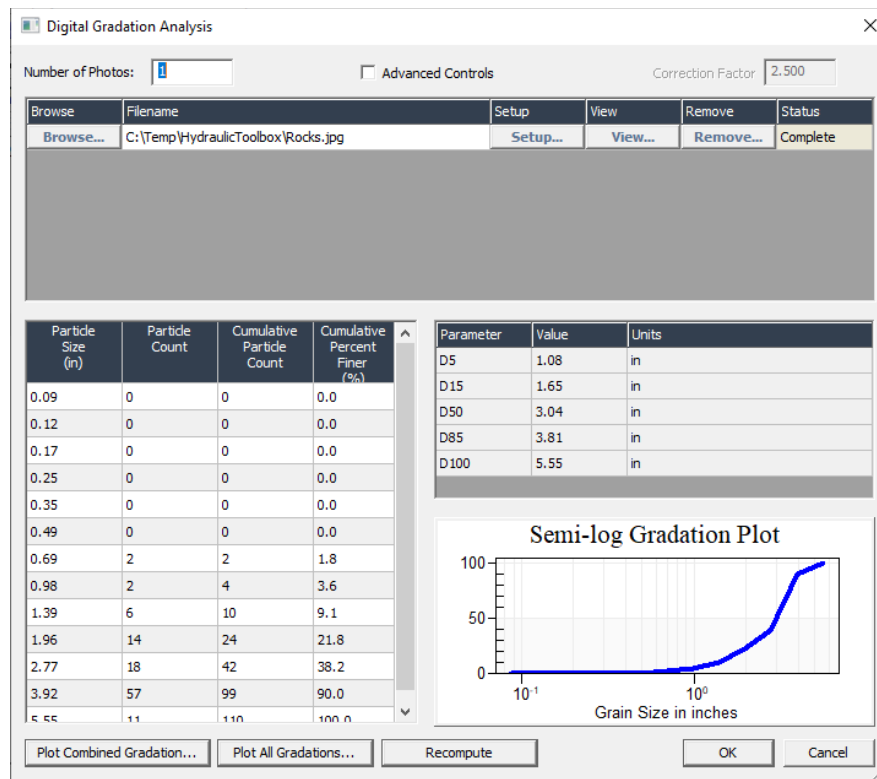 Digital Gradation Analysis
Number of Photos: 1 Advanced Controls Correction Factor 2.500
Browse Filename Setup View Remove Status
Browse... C:\Temp\HydraulicToolbox\Rocks.jpg Setup... View... Remove... Complete
Particle Size (in) Particle Count Cumulative Particle Count Cumulative Percent Finer (%)
0.09 0 0 0.0
0.12 0 0 0.0
0.17 0 0 0.0
0.25 0 0 0.0
0.35 0 0 0.0
0.49 0 0 0.0
0.69 2 2 1.8
0.98 2 4 3.6
1.39 6 10 9.1
1.96 14 24 21.8
2.77 18 42 38.2
3.92 57 99 90.0
5.55 11 110 100.0
Parameter Value Units
D5 1.08 in
D15 1.65 in
D50 3.04 in
D85 3.81 in
D100 5.55 in
Semi-log Gradation Plot
100
50
0
10⁻¹ 10⁰
Grain Size in inches
Plot Combined Gradation... Plot All Gradations... Recompute OK Cancel